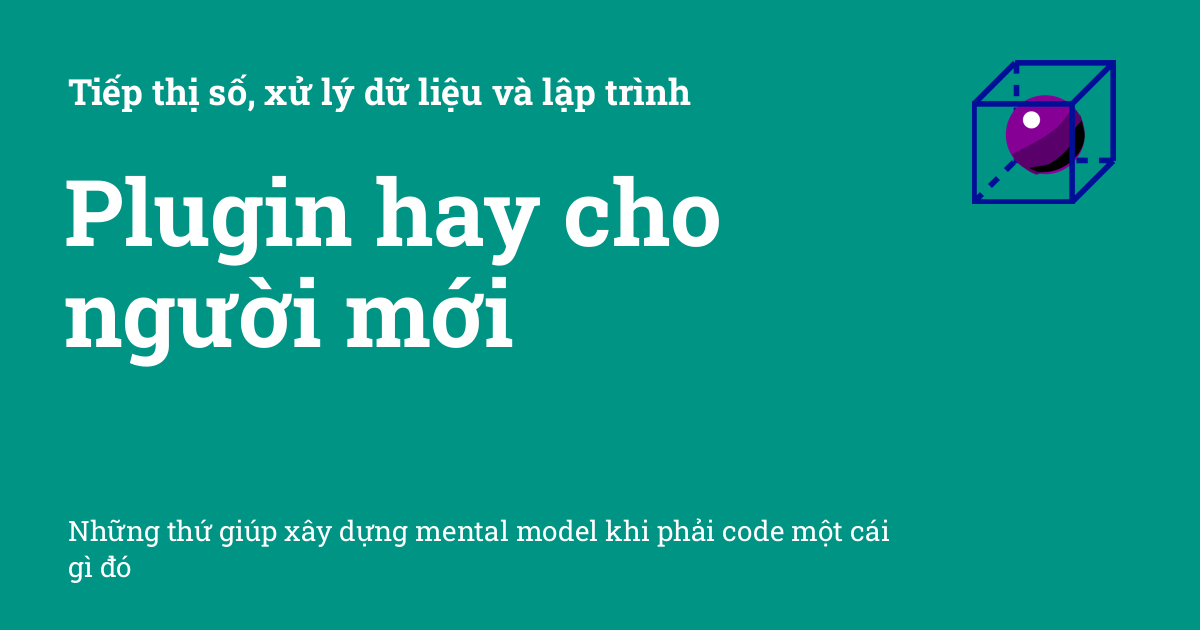 Tiếp thị số, xử lý dữ liệu và lập trình
Plugin hay cho
người mới
Những thứ giúp xây dựng mental model khi phải code một cái
gì đó